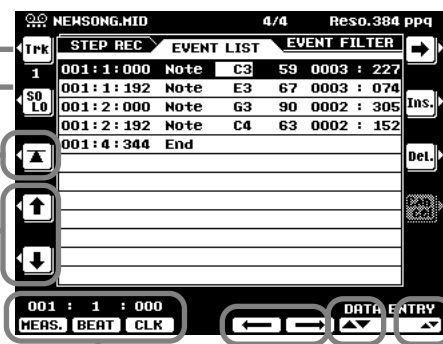 NEWSONG.MID 4/4 Reso.384 ppq
TrK STEP REC EVENT LIST EVENT FILTER
1
001:1:000 Note C3 59 0003 : 227
001:1:192 Note E3 67 0003 : 074
SO LO
Ins.
001:2:000 Note G3 90 0002 : 305
001:2:192 Note C4 63 0002 : 152
001:4:344 End
Del.
001 : 1 : 000 DATA ENTRY
MEAS. BEAT CLK